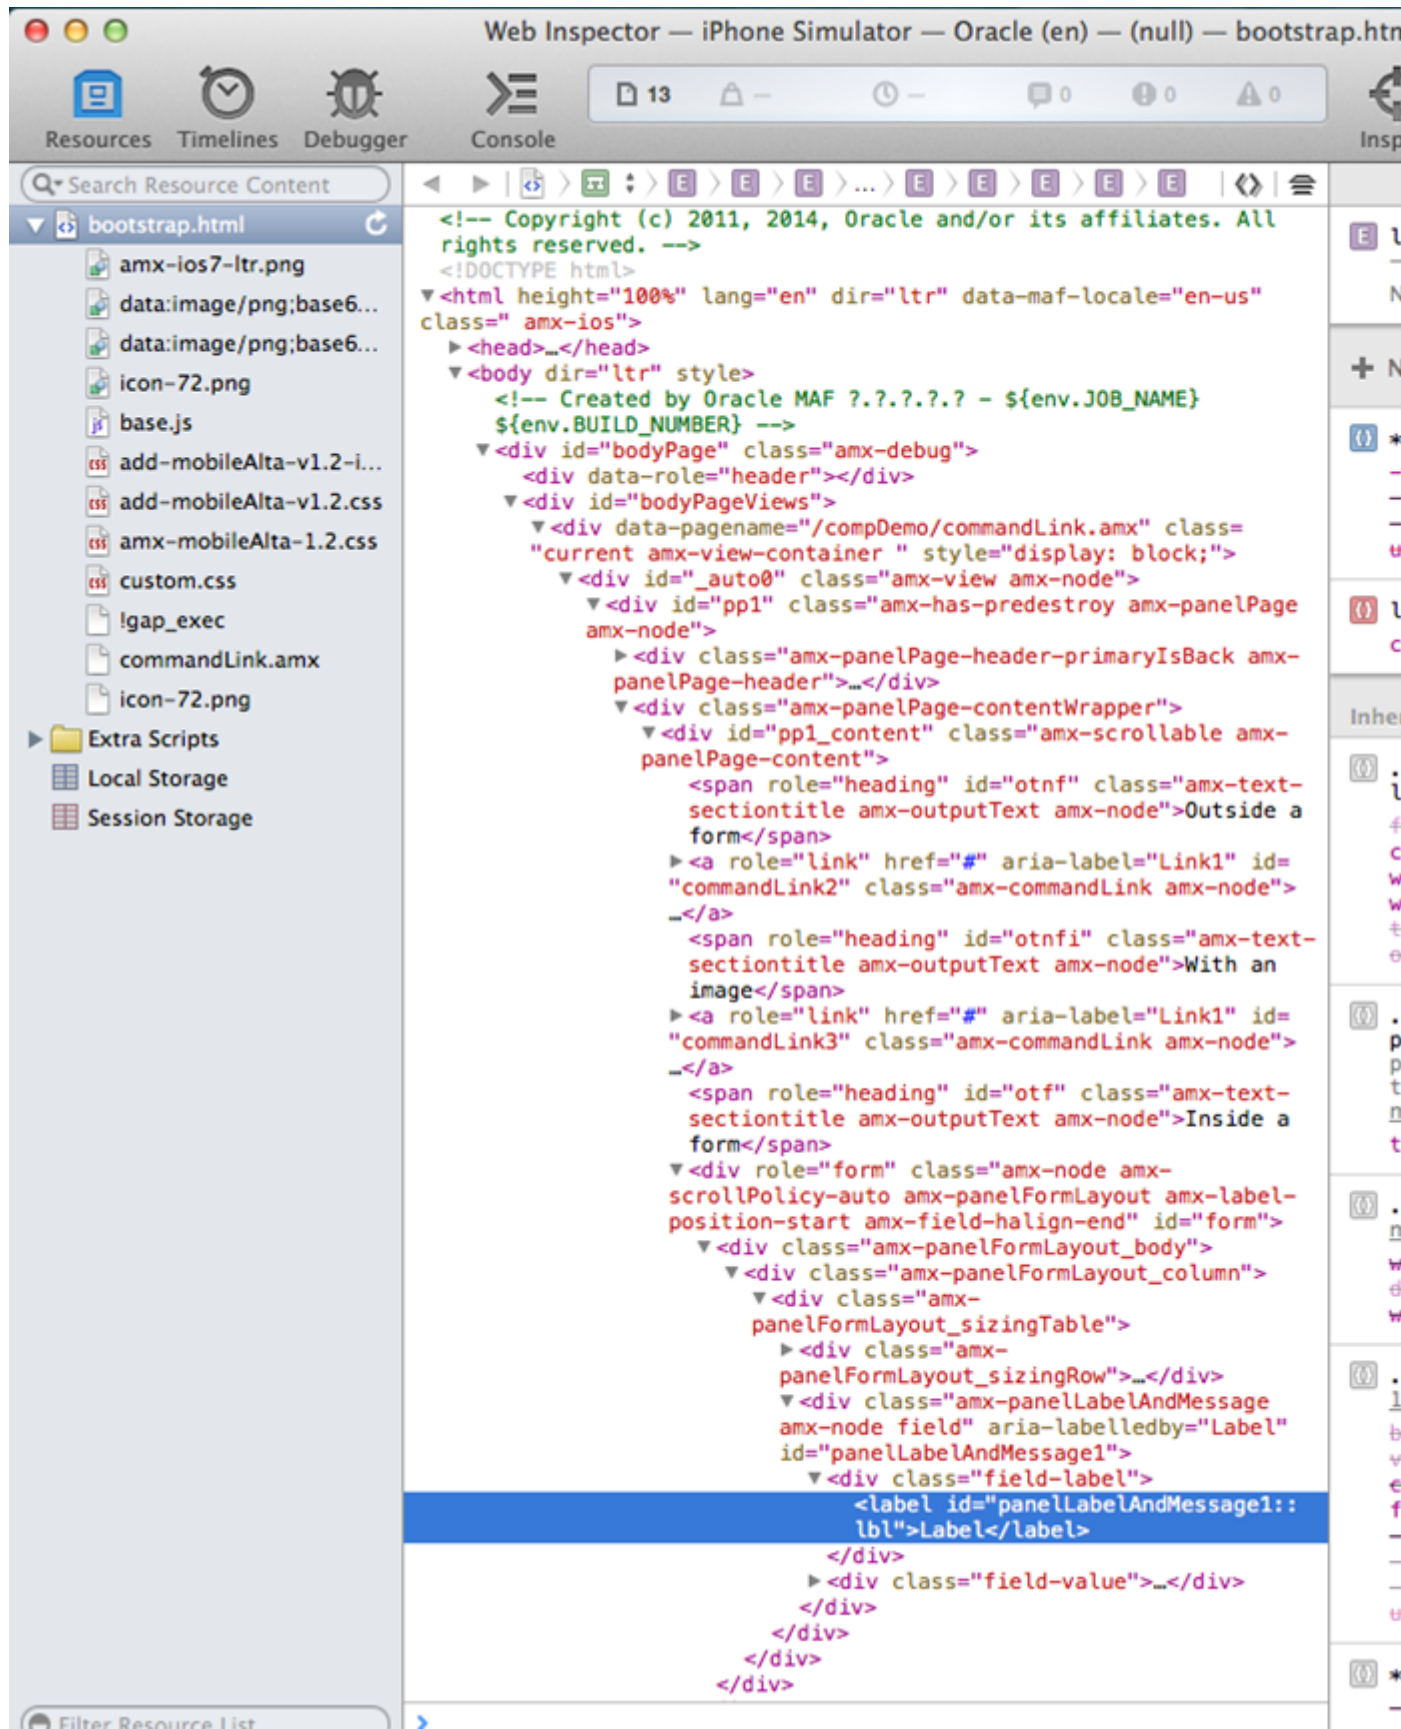 Web Inspector — iPhone Simulator — Oracle (en) — (null) — bootstrap.htm
13 — — 0 0 0
Resources Timelines Debugger Console Insp
Search Resource Content
bootstrap.html
amx-ios7-ltr.png
data:image/png;base6...
data:image/png;base6...
icon-72.png
base.js
add-mobileAlta-v1.2-i...
add-mobileAlta-v1.2.css
amx-mobileAlta-1.2.css
custom.css
!gap_exec
commandLink.amx
icon-72.png
Extra Scripts
Local Storage
Session Storage
Filter Resource List
E E E ... E E E E E
<!-- Copyright (c) 2011, 2014, Oracle and/or its affiliates. All
rights reserved. -->
<!DOCTYPE html>
<html height="100%" lang="en" dir="ltr" data-maf-locale="en-us"
class=" amx-ios">
<head>…</head>
<body dir="ltr" style>
<!-- Created by Oracle MAF ?.?.?.?.? - ${env.JOB_NAME}
${env.BUILD_NUMBER} -->
<div id="bodyPage" class="amx-debug">
<div data-role="header"></div>
<div id="bodyPageViews">
<div data-pagename="/compDemo/commandLink.amx" class=
"current amx-view-container " style="display: block;">
<div id="_auto0" class="amx-view amx-node">
<div id="pp1" class="amx-has-predestroy amx-panelPage
amx-node">
<div class="amx-panelPage-header-primaryIsBack amx-
panelPage-header">…</div>
<div class="amx-panelPage-contentWrapper">
<div id="pp1_content" class="amx-scrollable amx-
panelPage-content">
<span role="heading" id="otnf" class="amx-text-
sectiontitle amx-outputText amx-node">Outside a
form</span>
<a role="link" href="#" aria-label="Link1" id=
"commandLink2" class="amx-commandLink amx-node">
…</a>
<span role="heading" id="otnfi" class="amx-text-
sectiontitle amx-outputText amx-node">With an
image</span>
<a role="link" href="#" aria-label="Link1" id=
"commandLink3" class="amx-commandLink amx-node">
…</a>
<span role="heading" id="otf" class="amx-text-
sectiontitle amx-outputText amx-node">Inside a
form</span>
<div role="form" class="amx-node amx-
scrollPolicy-auto amx-panelFormLayout amx-label-
position-start amx-field-halign-end" id="form">
<div class="amx-panelFormLayout_body">
<div class="amx-panelFormLayout_column">
<div class="amx-
panelFormLayout_sizingTable">
<div class="amx-
panelFormLayout_sizingRow">…</div>
<div class="amx-panelLabelAndMessage
amx-node field" aria-labelledby="Label"
id="panelLabelAndMessage1">
<div class="field-label">
<label id="panelLabelAndMessage1::
lbl">Label</label>
</div>
<div class="field-value">…</div>
</div>
</div>
</div>
</div>
E l
N
N
*
l
c
Inhe